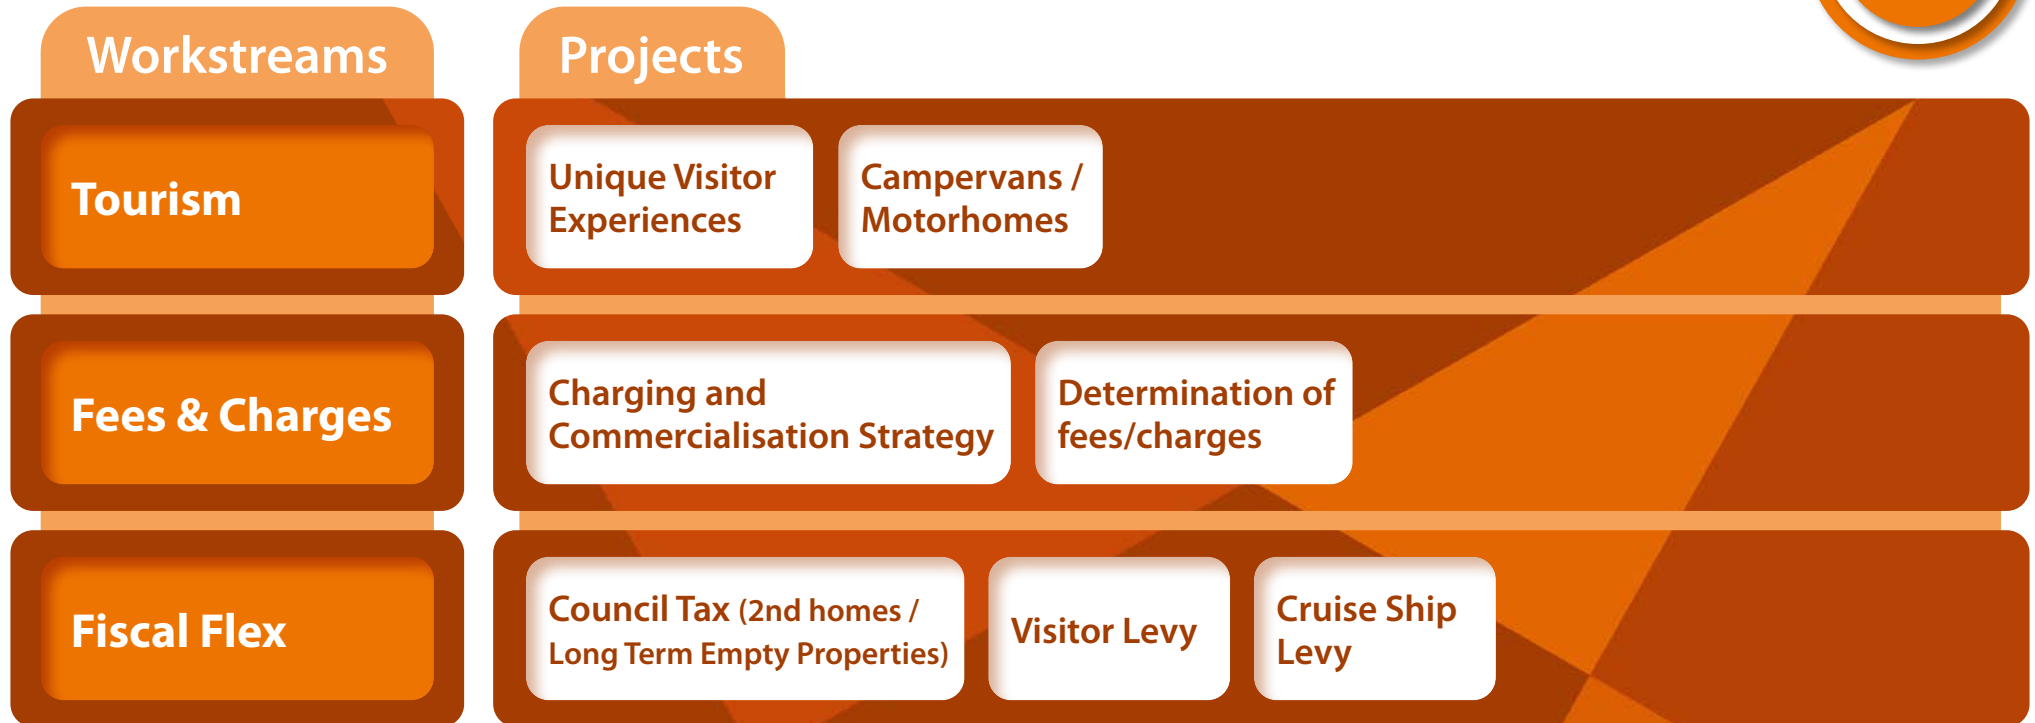 Workstreams
Projects
Tourism
Unique Visitor
Experiences
Campervans /
Motorhomes
Fees & Charges
Charging and
Commercialisation Strategy
Determination of
fees/charges
Fiscal Flex
Council Tax (2nd homes /
Long Term Empty Properties)
Visitor Levy
Cruise Ship
Levy